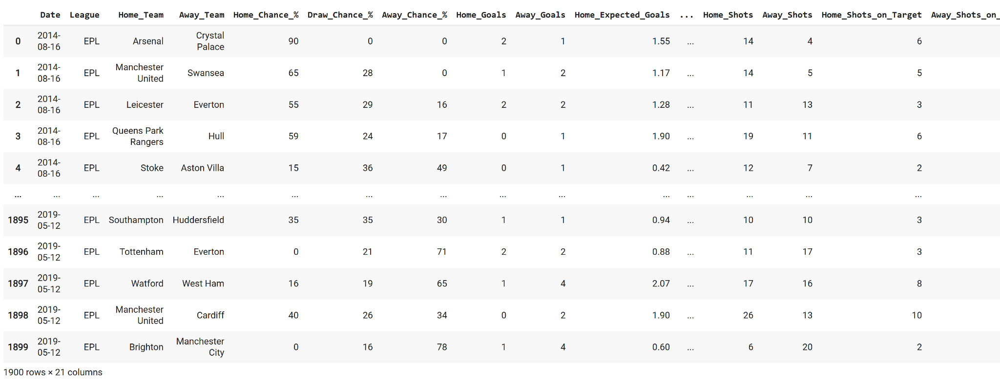 Date League Home_Team Away_Team Home_Chance_% Draw_Chance_% Away_Chance_% Home_Goals Away_Goals Home_Expected_Goals ... Home_Shots Away_Shots Home_Shots_on_Target Away_Shots_on_
0 2014-08-16 EPL Arsenal Crystal Palace 90 0 0 2 1 1.55 ... 14 4 6
1 2014-08-16 EPL Manchester United Swansea 65 28 0 1 2 1.17 ... 14 5 5
2 2014-08-16 EPL Leicester Everton 55 29 16 2 2 1.28 ... 11 13 3
3 2014-08-16 EPL Queens Park Rangers Hull 59 24 17 0 1 1.90 ... 19 11 6
4 2014-08-16 EPL Stoke Aston Villa 15 36 49 0 1 0.42 ... 12 7 2
... ... ... ... ... ... ... ... ... ... ... ... ... ... ...
1895 2019-05-12 EPL Southampton Huddersfield 35 35 30 1 1 0.94 ... 10 10 3
1896 2019-05-12 EPL Tottenham Everton 0 21 71 2 2 0.88 ... 11 17 3
1897 2019-05-12 EPL Watford West Ham 16 19 65 1 4 2.07 ... 17 16 8
1898 2019-05-12 EPL Manchester United Cardiff 40 26 34 0 2 1.90 ... 26 13 10
1899 2019-05-12 EPL Brighton Manchester City 0 16 78 1 4 0.60 ... 6 20 2
1900 rows × 21 columns